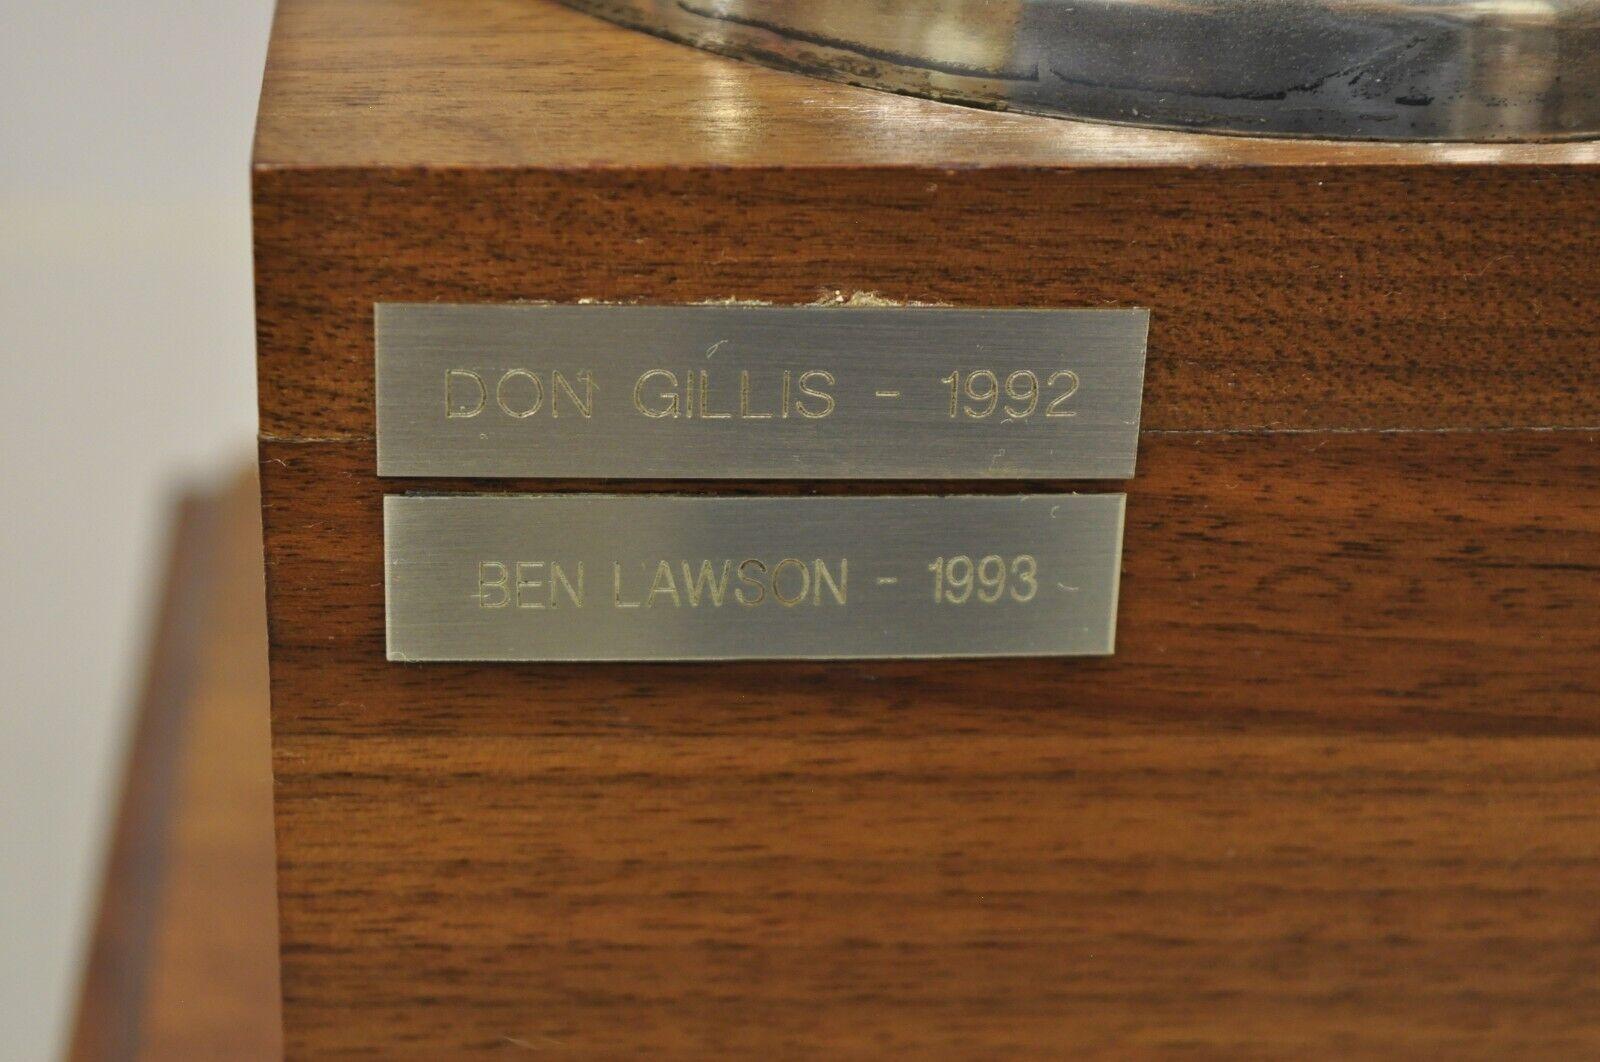 DON GILLIS - 1992
BEN LAWSON - 1993